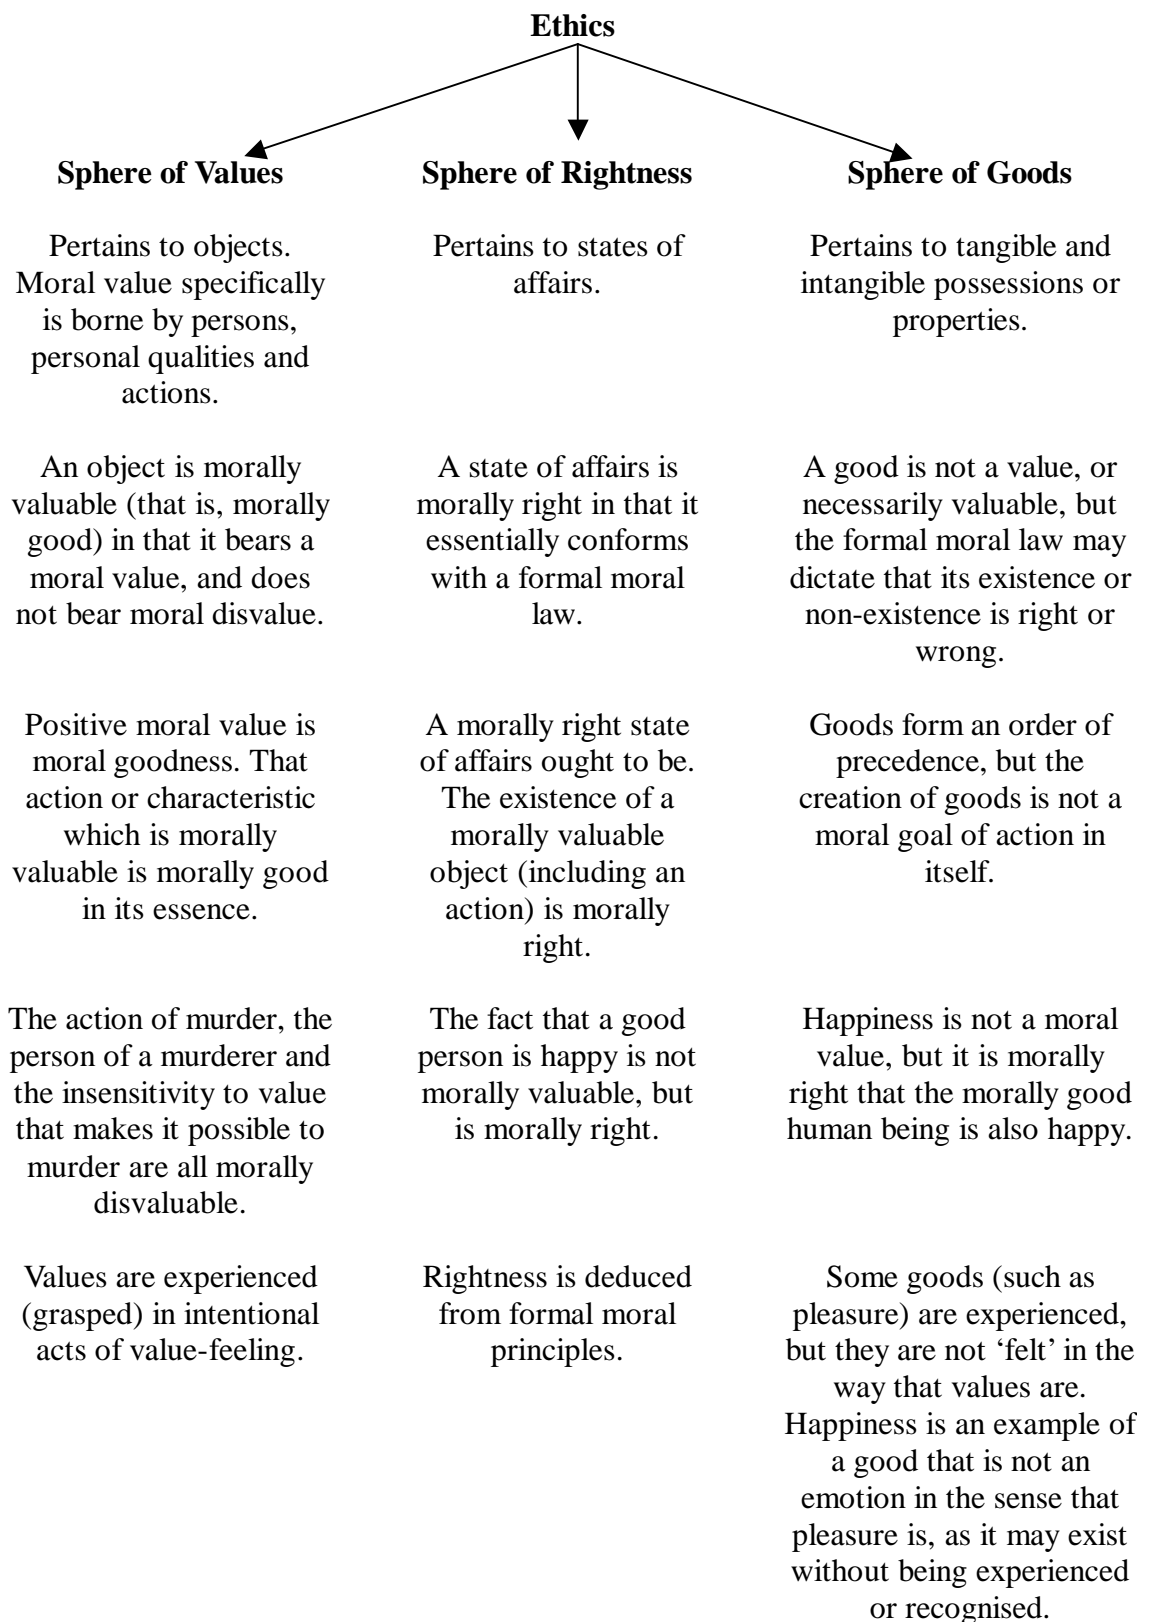 Ethics
Sphere of Values
Pertains to objects.
Moral value specifically
is borne by persons,
personal qualities and
actions.
An object is morally
valuable (that is, morally
good) in that it bears a
moral value, and does
not bear moral disvalue.
Positive moral value is
moral goodness. That
action or characteristic
which is morally
valuable is morally good
in its essence.
The action of murder, the
person of a murderer and
the insensitivity to value
that makes it possible to
murder are all morally
disvaluable.
Values are experienced
(grasped) in intentional
acts of value-feeling.
Sphere of Rightness
Pertains to states of
affairs.
A state of affairs is
morally right in that it
essentially conforms
with a formal moral
law.
A morally right state
of affairs ought to be.
The existence of a
morally valuable
object (including an
action) is morally
right.
The fact that a good
person is happy is not
morally valuable, but
is morally right.
Rightness is deduced
from formal moral
principles.
Sphere of Goods
Pertains to tangible and
intangible possessions or
properties.
A good is not a value, or
necessarily valuable, but
the formal moral law may
dictate that its existence or
non-existence is right or
wrong.
Goods form an order of
precedence, but the
creation of goods is not a
moral goal of action in
itself.
Happiness is not a moral
value, but it is morally
right that the morally good
human being is also happy.
Some goods (such as
pleasure) are experienced,
but they are not ‘felt’ in the
way that values are.
Happiness is an example of
a good that is not an
emotion in the sense that
pleasure is, as it may exist
without being experienced
or recognised.